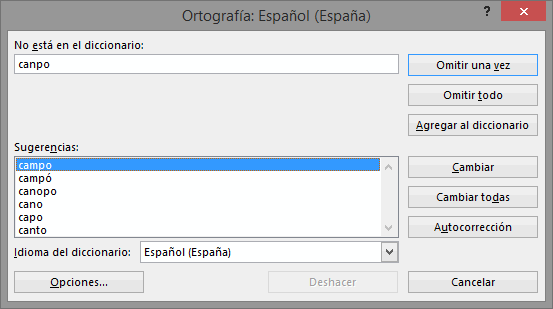 Ortografía: Español (España)
? ×
No está en el diccionario:
canpo
Omitir una vez
Omitir todo
Agregar al diccionario
Sugerencias:
campo
campó
canopo
cano
capo
canto
Cambiar
Cambiar todas
Autocorrección
Idioma del diccionario: Español (España)
Opciones... Deshacer Cancelar